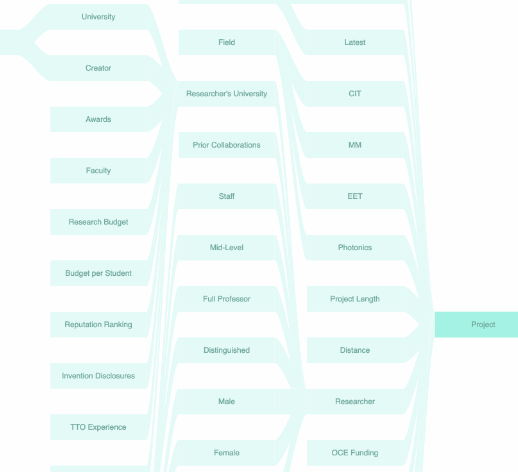 University
Creator
Awards
Faculty
Research Budget
Budget per Student
Reputation Ranking
Invention Disclosures
TTO Experience
Field
Researcher's University
Prior Collaborations
Staff
Mid-Level
Full Professor
Distinguished
Male
Female
Latest
CIT
MM
EET
Photonics
Project Length
Distance
Researcher
OCE Funding
Project